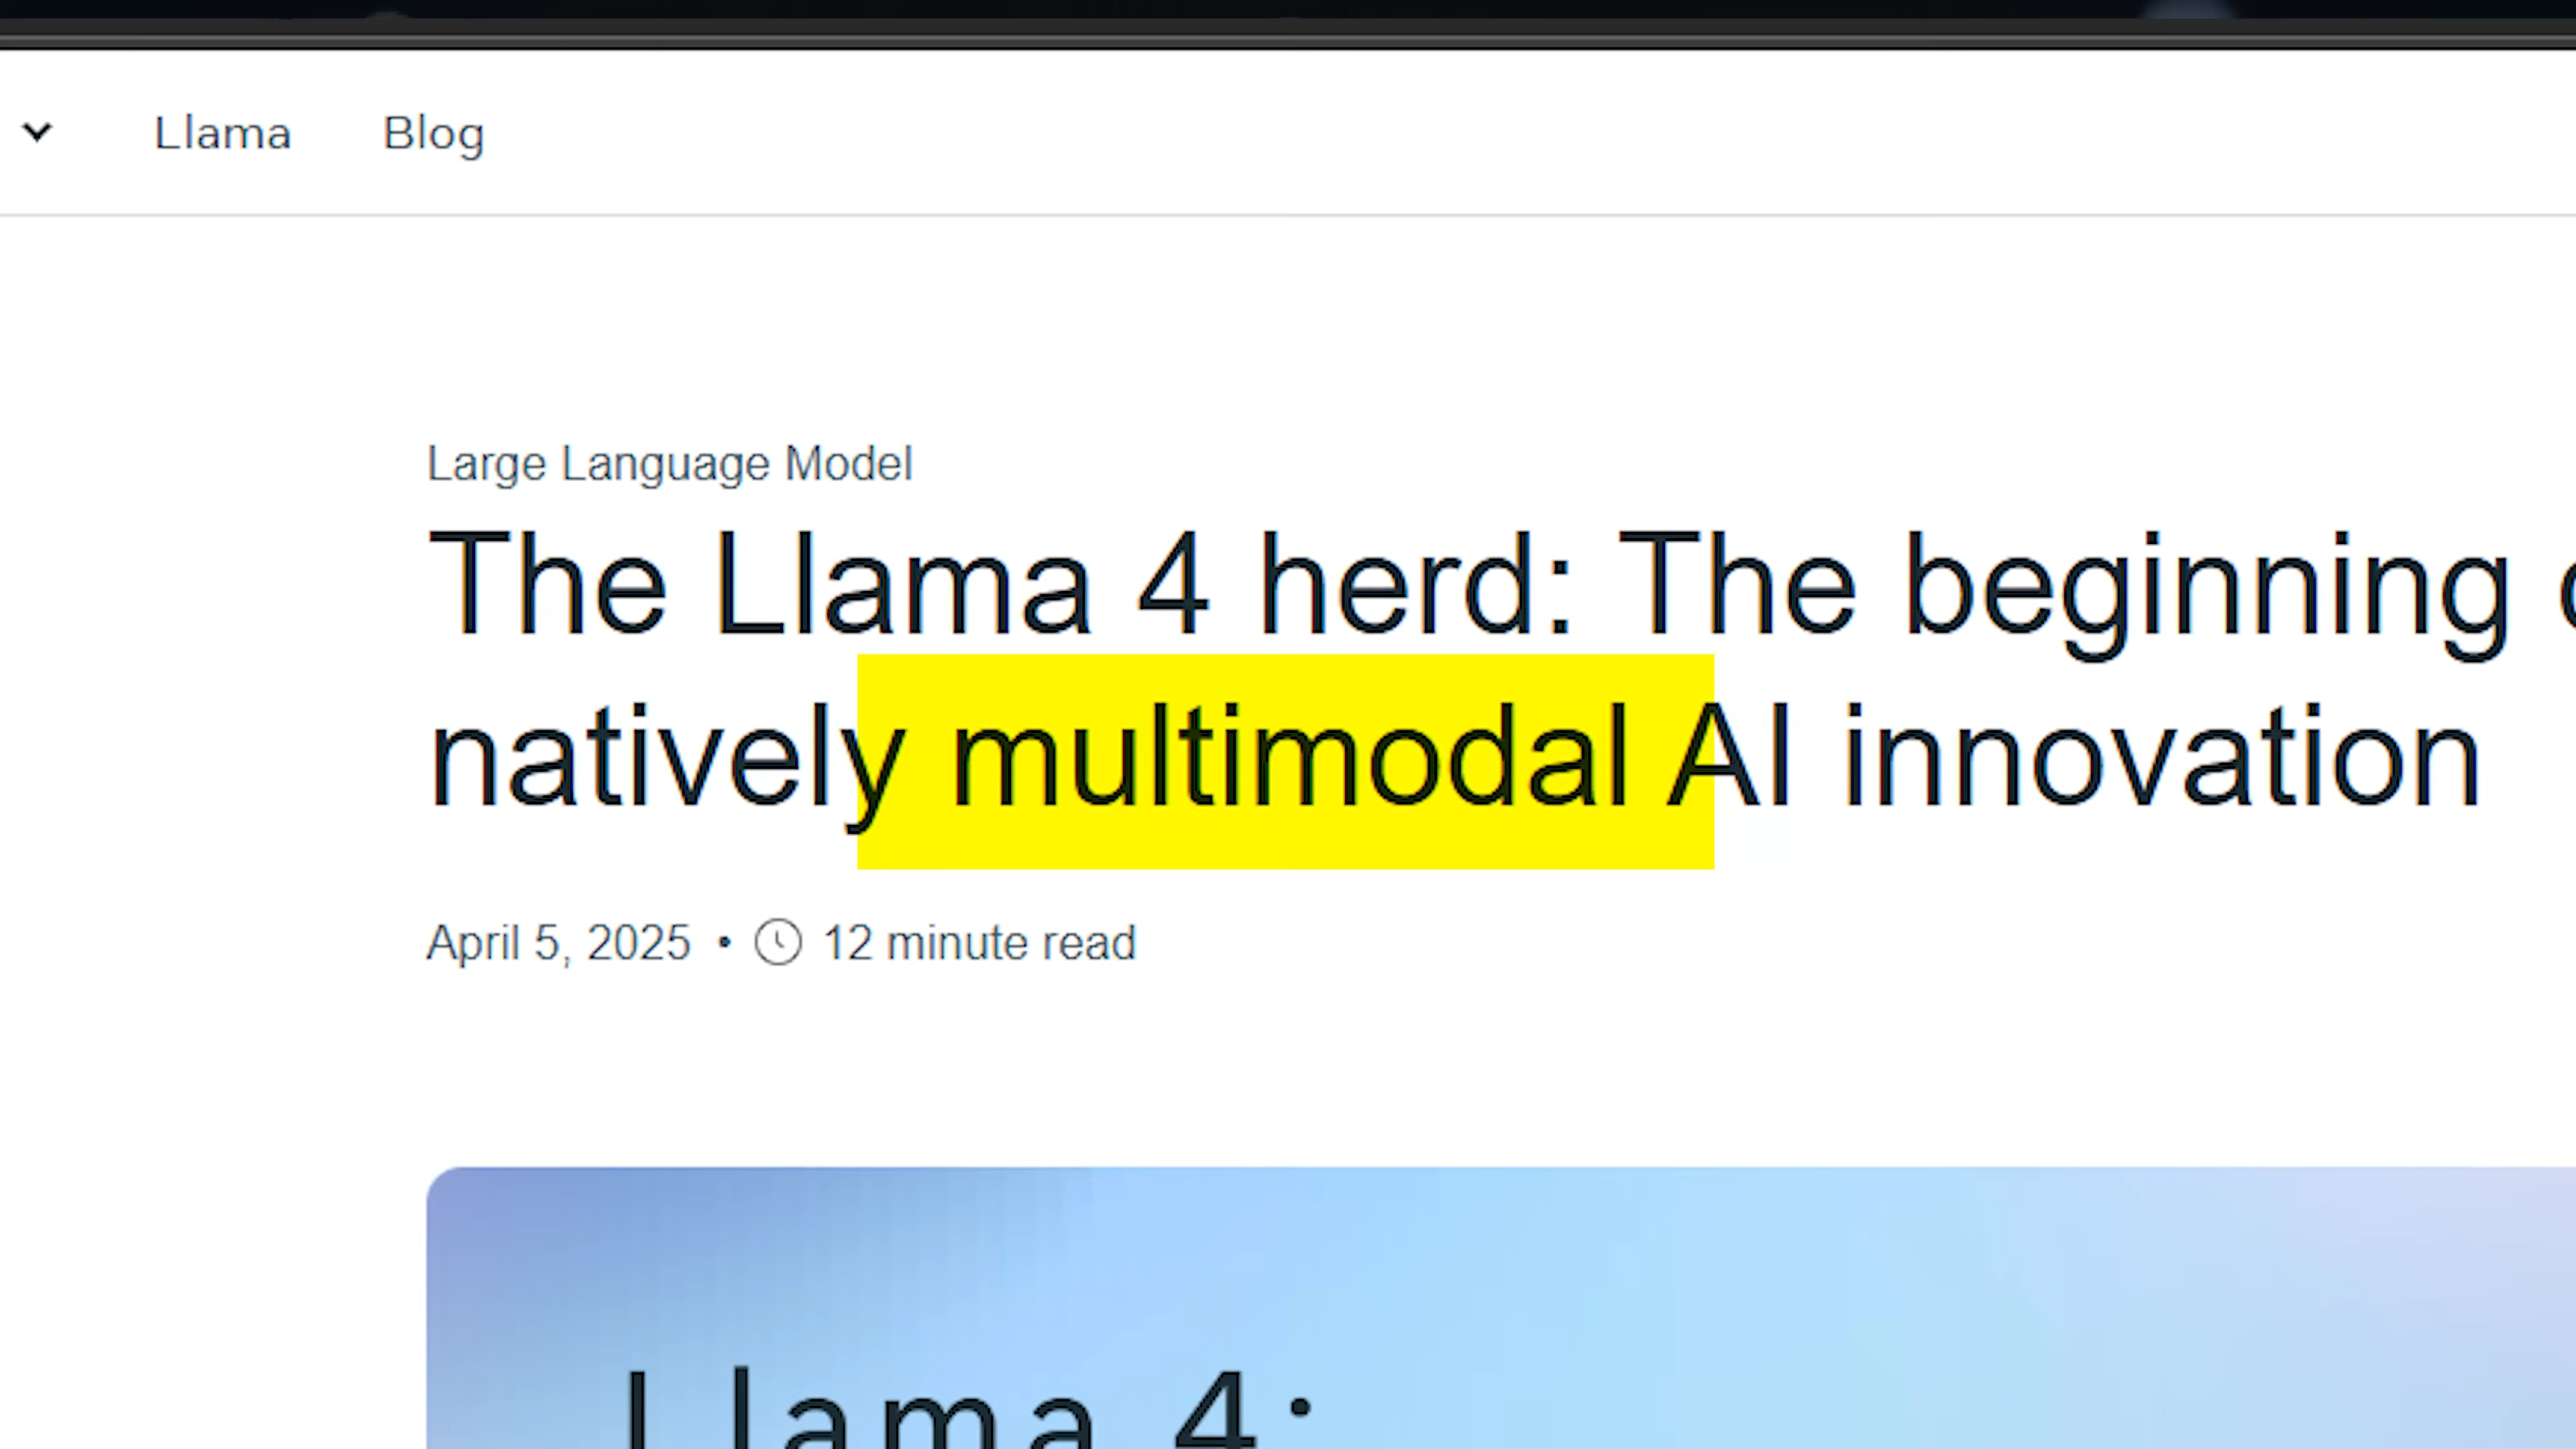 Llama Blog
Large Language Model
The Llama 4 herd: The beginning
natively multimodal AI innovation
April 5, 2025 • 12 minute read
Llama 4: